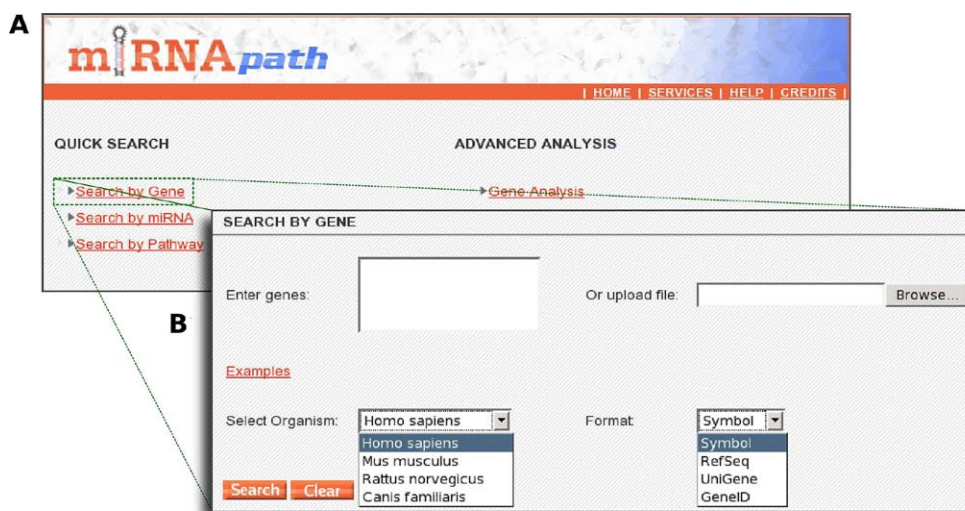 A
miRNApath
| HOME | SERVICES | HELP | CREDITS |
QUICK SEARCH
ADVANCED ANALYSIS
Search by Gene
Gene Analysis
Search by miRNA
Search by Pathway
B
SEARCH BY GENE
Enter genes:
Or upload file:
Browse...
Examples
Select Organism:
Homo sapiens
Format:
Symbol
Homo sapiens
Mus musculus
Rattus norvegicus
Canis familiaris
Symbol
RefSeq
UniGene
GeneID
Search
Clear